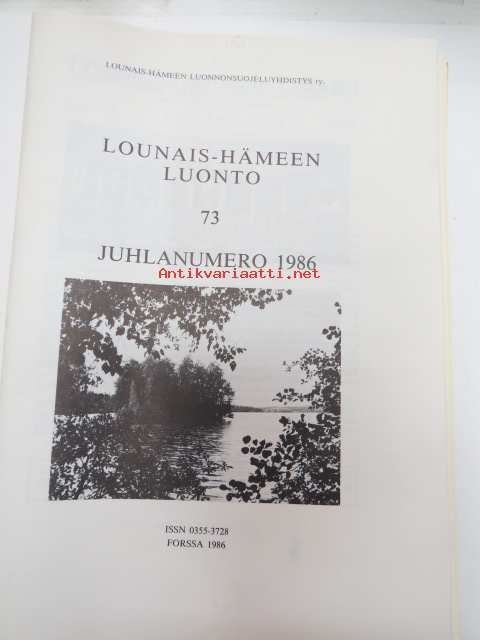 LOUNAIS-HÄMEEN LUONNONSUOJELUYHDISTYS ry.
LOUNAIS-HÄMEEN
LUONTO
73
JUHLANUMERO 1986
Antikvariaatti.net
ISSN 0355-3728
FORSSA 1986